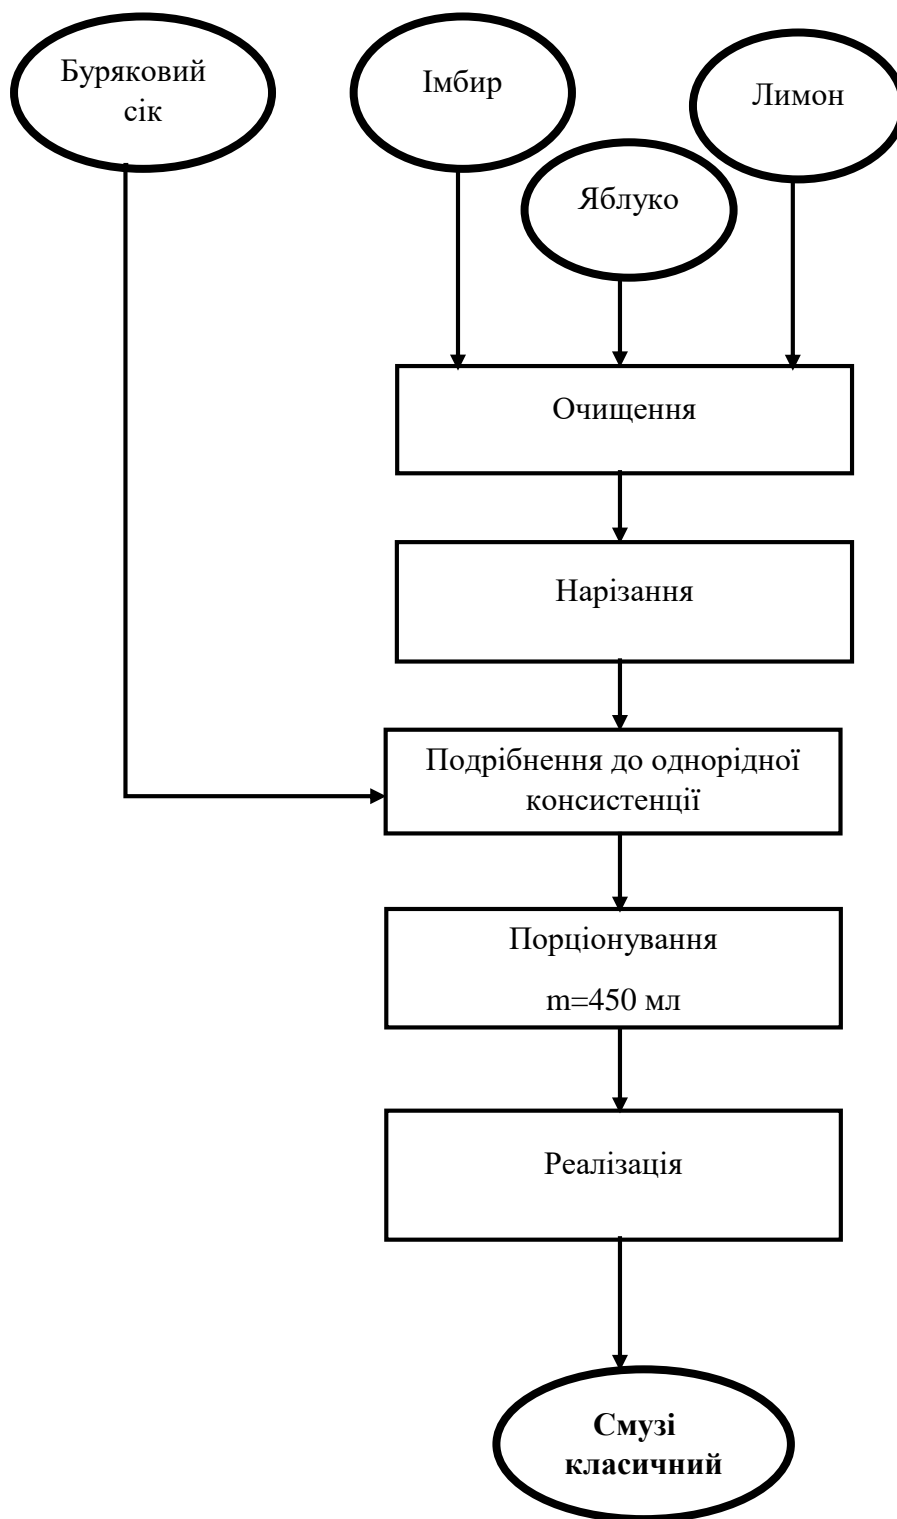 Буряковий
сік
Імбир
Лимон
Яблуко
Очищення
Нарізання
Подрібнення до однорідної
консистенції
Порціонування
m=450 мл
Реалізація
Смузі
класичний